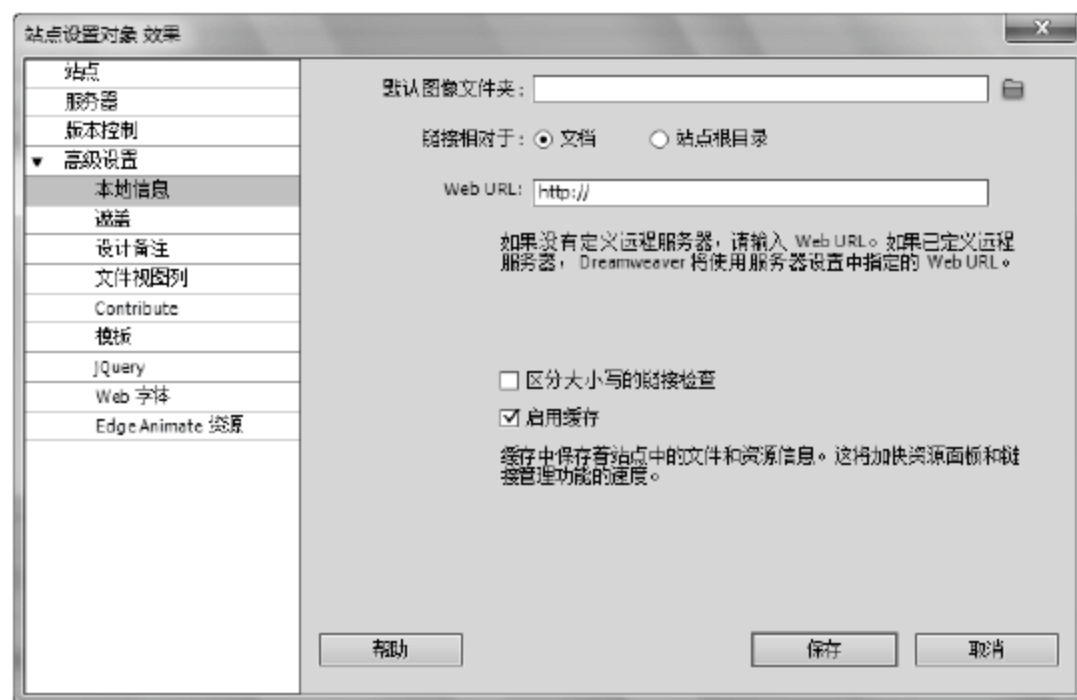 站点设置对象 效果
站点
服务器
版本控制
高级设置
本地信息
遮盖
设计备注
文件视图列
Contribute
模板
jQuery
Web 字体
Edge Animate 资源
默认图像文件夹:
链接相对于: 文档 站点根目录
Web URL: http://
如果没有定义远程服务器，请输入 Web URL。如果已定义远程
服务器，Dreamweaver 将使用服务器设置中指定的 Web URL。
区分大小写的链接检查
启用缓存
缓存中保存着站点中的文件和资源信息。这将加快资源面板和链
接管理功能的速度。
帮助 保存 取消